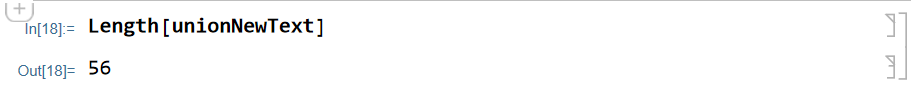 In[18]:= Length[unionNewText]
Out[18]= 56